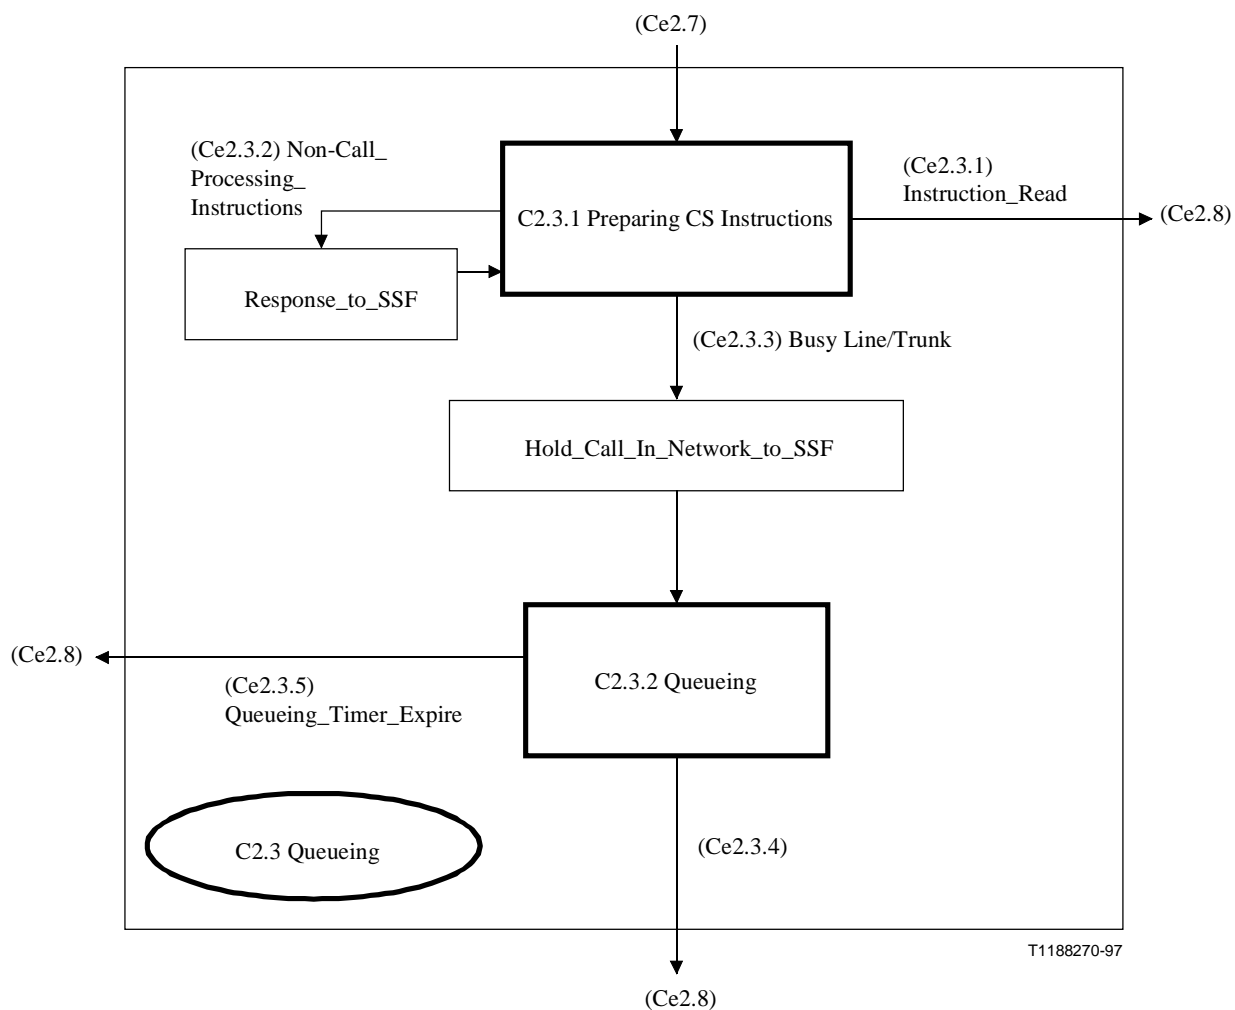 (Ce2.7)
(Ce2.3.2) Non-Call_
Processing_
Instructions
(Ce2.3.1)
Instruction_Read
C2.3.1 Preparing CS Instructions
(Ce2.8)
Response_to_SSF
(Ce2.3.3) Busy Line/Trunk
Hold_Call_In_Network_to_SSF
(Ce2.8)
C2.3.2 Queueing
(Ce2.3.5)
Queueing_Timer_Expire
C2.3 Queueing
(Ce2.3.4)
T1188270-97
(Ce2.8)